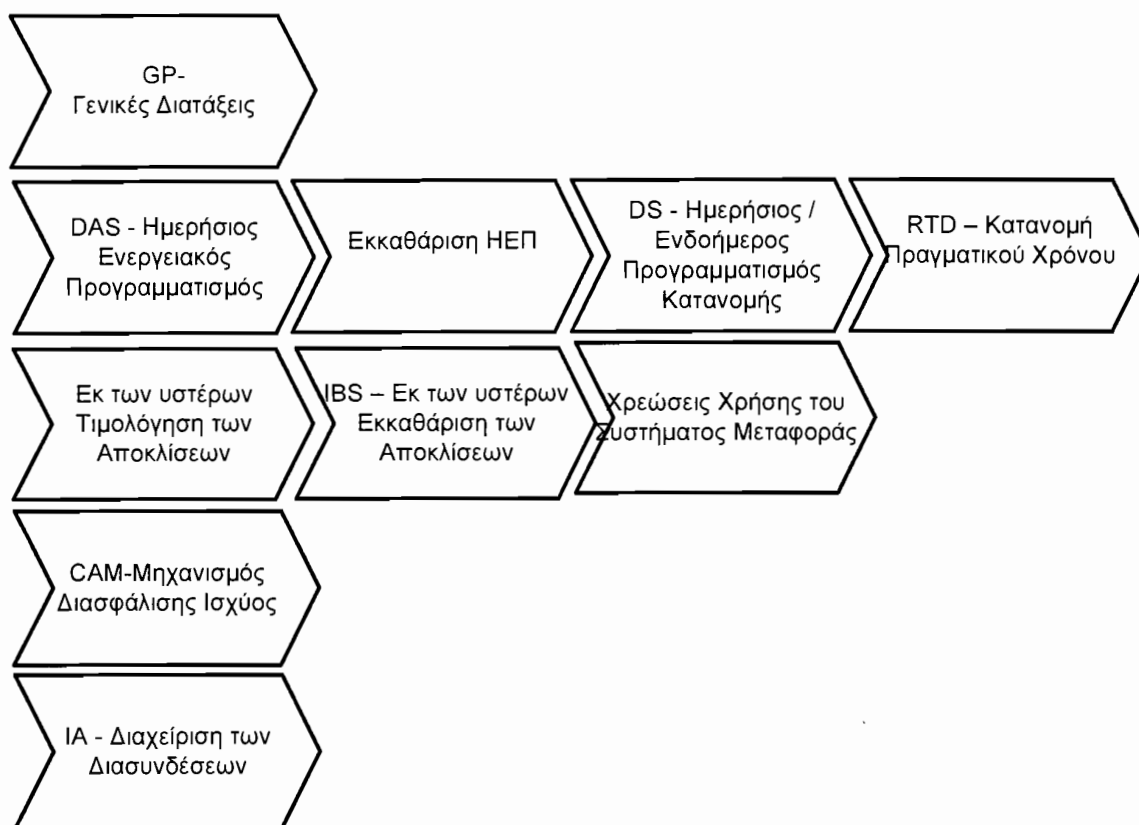 GP-
Γενικές Διατάξεις
DAS - Ημερήσιος
Ενεργειακός
Προγραμματισμός
Εκκαθάριση ΗΕΠ
DS - Ημερήσιος /
Ενδοήμερος
Προγραμματισμός
Κατανομής
RTD – Κατανομή
Πραγματικού Χρόνου
Εκ των υστέρων
Τιμολόγηση των
Αποκλίσεων
IBS – Εκ των υστέρων
Εκκαθάριση των
Αποκλίσεων
Χρεώσεις Χρήσης του
Συστήματος Μεταφοράς
CAM-Μηχανισμός
Διασφάλισης Ισχύος
IA - Διαχείριση των
Διασυνδέσεων